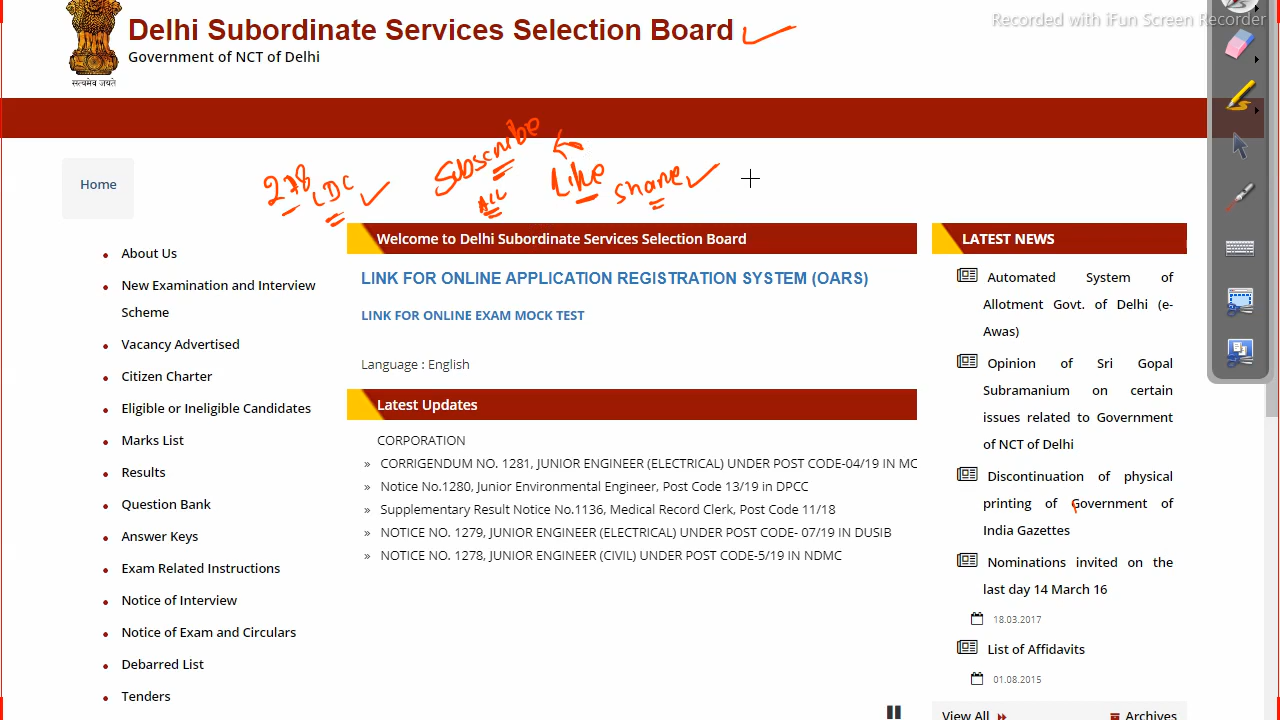 Recorded with iFun Screen Recorder
Delhi Subordinate Services Selection Board
Government of NCT of Delhi
सत्यमेव जयते
278 LDC
Subscribe
ALL
Like
Share
Home
About Us
New Examination and Interview
Scheme
Vacancy Advertised
Citizen Charter
Eligible or Ineligible Candidates
Marks List
Results
Question Bank
Answer Keys
Exam Related Instructions
Notice of Interview
Notice of Exam and Circulars
Debarred List
Tenders
Welcome to Delhi Subordinate Services Selection Board
LINK FOR ONLINE APPLICATION REGISTRATION SYSTEM (OARS)
LINK FOR ONLINE EXAM MOCK TEST
Language : English
Latest Updates
CORPORATION
» CORRIGENDUM NO. 1281, JUNIOR ENGINEER (ELECTRICAL) UNDER POST CODE-04/19 IN MC
» Notice No.1280, Junior Environmental Engineer, Post Code 13/19 in DPCC
» Supplementary Result Notice No.1136, Medical Record Clerk, Post Code 11/18
» NOTICE NO. 1279, JUNIOR ENGINEER (ELECTRICAL) UNDER POST CODE- 07/19 IN DUSIB
» NOTICE NO. 1278, JUNIOR ENGINEER (CIVIL) UNDER POST CODE-5/19 IN NDMC
LATEST NEWS
Automated System of
Allotment Govt. of Delhi (e-
Awas)
Opinion of Sri Gopal
Subramanium on certain
issues related to Government
of NCT of Delhi
Discontinuation of physical
printing of Government of
India Gazettes
Nominations invited on the
last day 14 March 16
18.03.2017
List of Affidavits
01.08.2015
View All
Archives